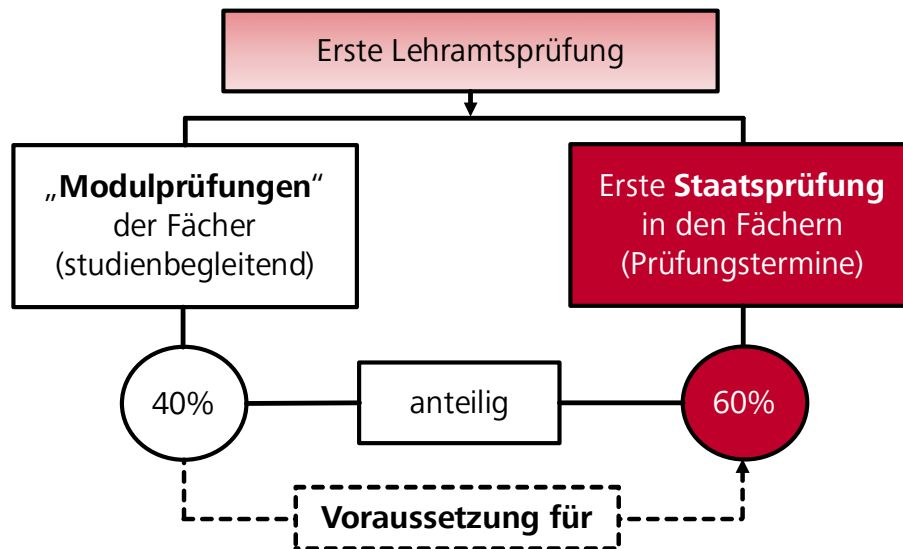 Erste Lehramtsprüfung
„Modulprüfungen“
der Fächer
(studienbegleitend)
Erste Staatsprüfung
in den Fächern
(Prüfungstermine)
40%
anteilig
60%
Voraussetzung für